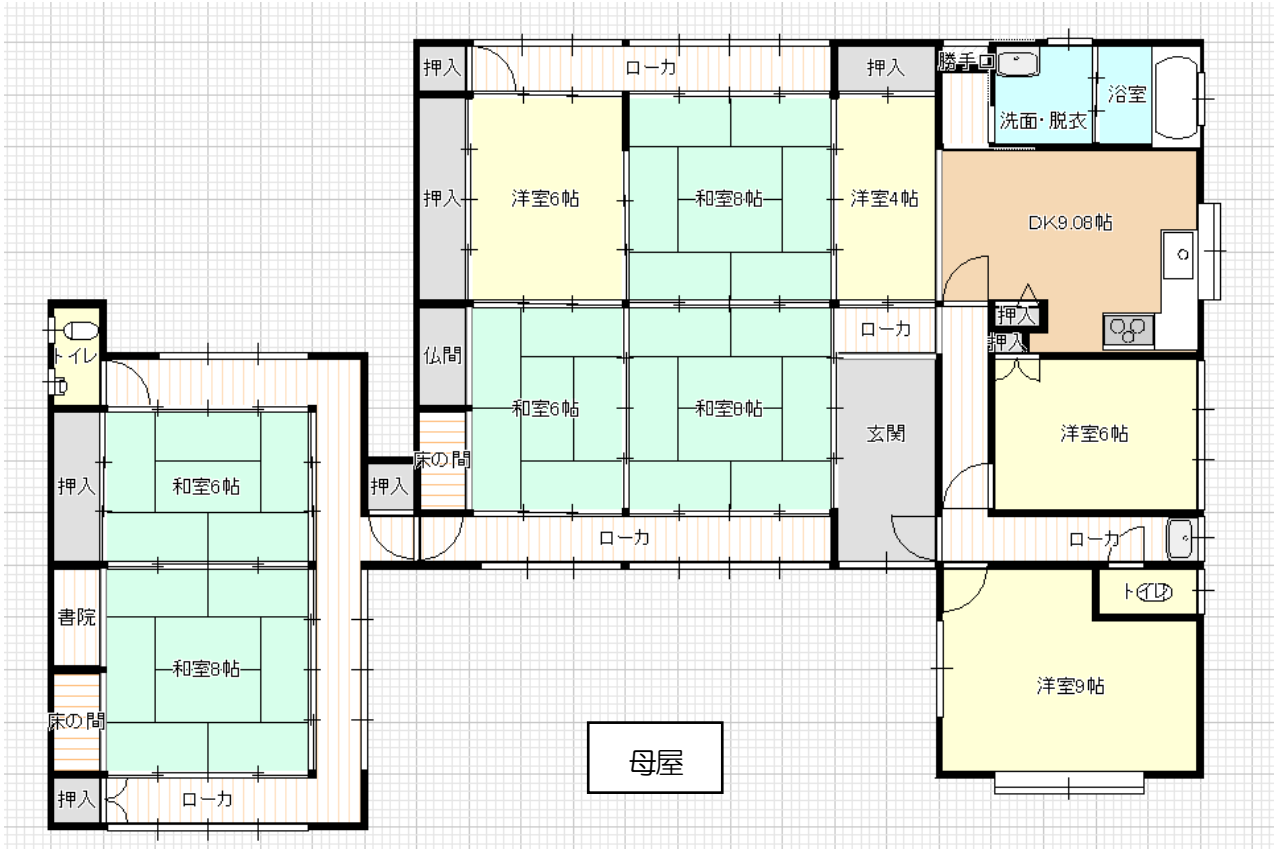 押入
ローカ
押入
勝手口
洗面・脱衣
浴室
押入
洋室6帖
和室8帖
洋室4帖
DK9.08帖
仏間
和室6帖
和室8帖
ローカ
押入
押入
床の間
玄関
洋室6帖
トイレ
押入
和室6帖
押入
ローカ
ローカ
書院
和室8帖
床の間
押入
ローカ
トイレ
洋室9帖
母屋